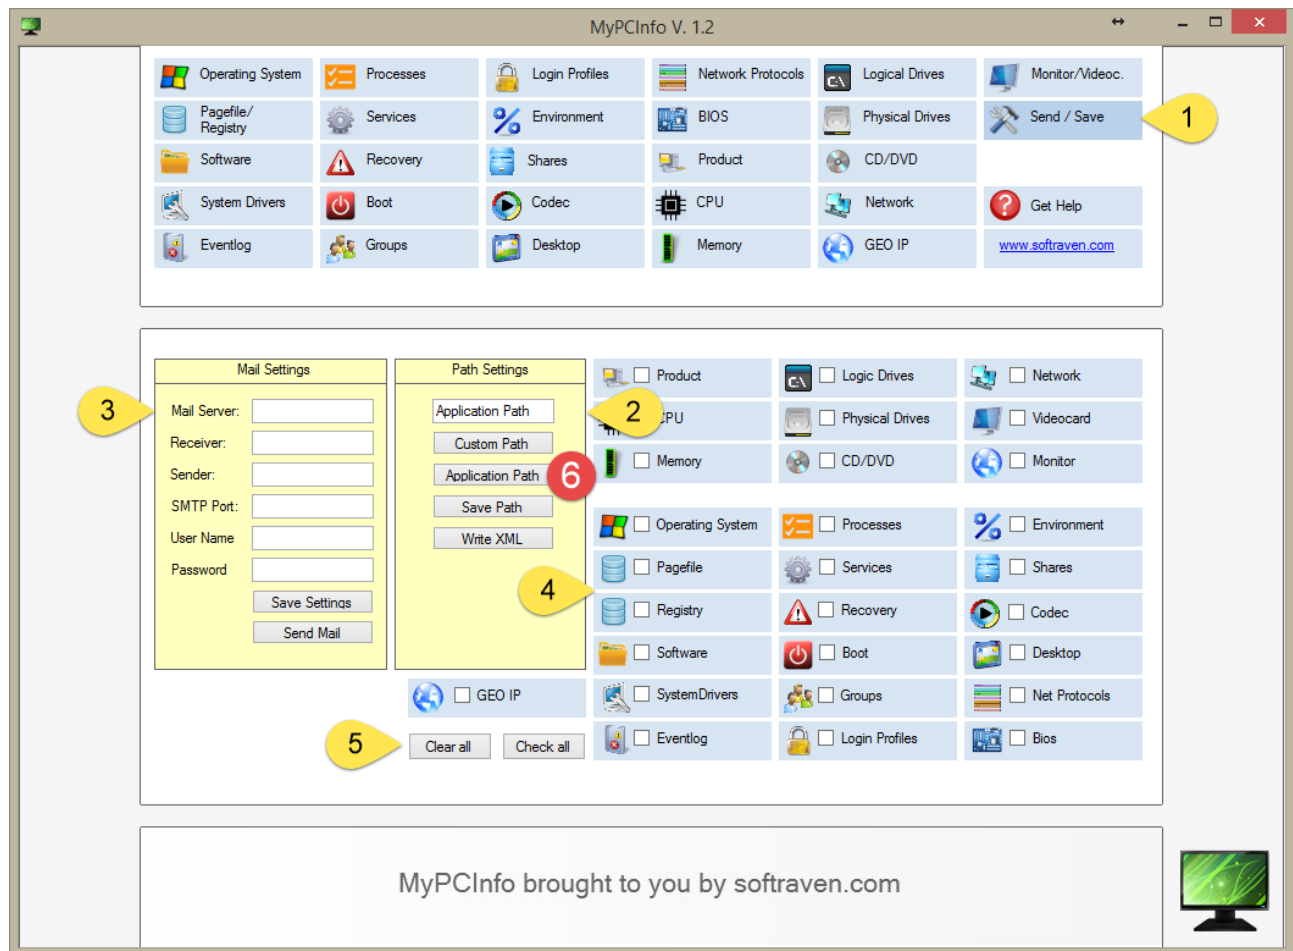 MyPCInfo V. 1.2
Operating System
Processes
Login Profiles
Network Protocols
Logical Drives
Monitor/Videoc.
Pagefile/
Registry
Services
Environment
BIOS
Physical Drives
Send / Save
1
Software
Recovery
Shares
Product
CD/DVD
System Drivers
Boot
Codec
CPU
Network
Get Help
Eventlog
Groups
Desktop
Memory
GEO IP
www.softraven.com
Mail Settings
3
Mail Server:
Receiver:
Sender:
SMTP Port:
User Name
Password
Save Settings
Send Mail
Path Settings
Application Path
2
Custom Path
Application Path
6
Save Path
Write XML
Product
Logic Drives
Network
CPU
Physical Drives
Videocard
Memory
CD/DVD
Monitor
Operating System
Processes
Environment
4
Pagefile
Services
Shares
Registry
Recovery
Codec
Software
Boot
Desktop
GEO IP
SystemDrivers
Groups
Net Protocols
5
Clear all
Check all
Eventlog
Login Profiles
Bios
MyPCInfo brought to you by softraven.com